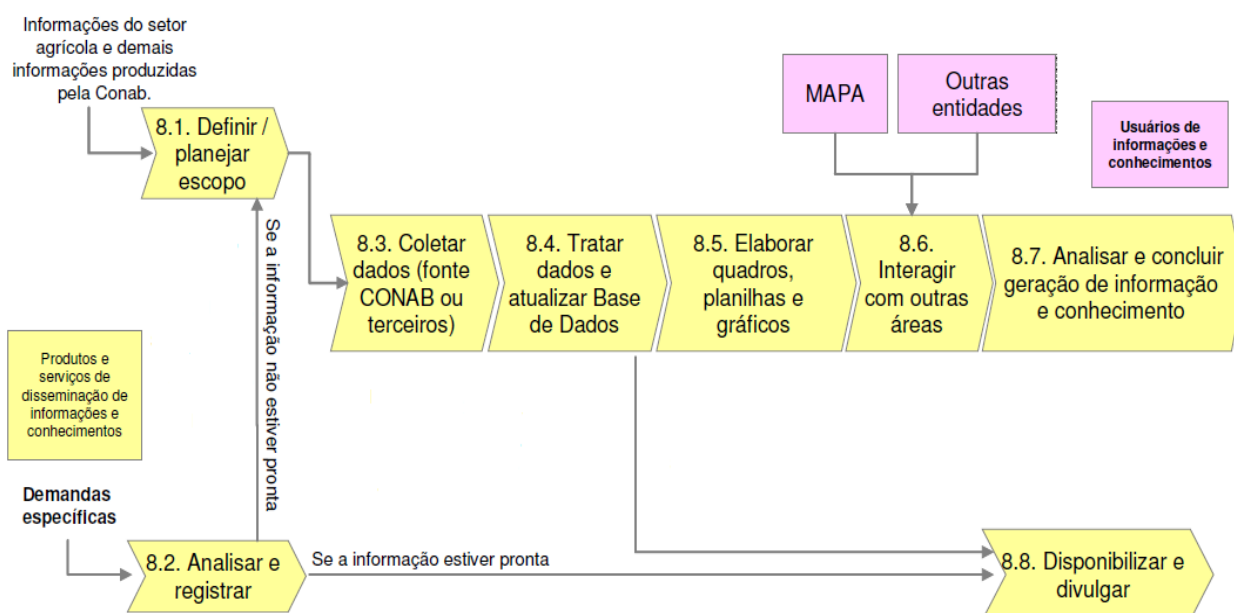 Informações do setor
agrícola e demais
informações produzidas
pela Conab.
8.1. Definir /
planejar
escopo
MAPA
Outras
entidades
Usuários de
informações e
conhecimentos
Se a informação não estiver pronta
8.3. Coletar
dados (fonte
CONAB ou
terceiros)
8.4. Tratar
dados e
atualizar Base
de Dados
8.5. Elaborar
quadros,
planilhas e
gráficos
8.6.
Interagir
com outras
áreas
8.7. Analisar e concluir
geração de informação
e conhecimento
Produtos e
serviços de
disseminação de
informações e
conhecimentos
Demandas
específicas
8.2. Analisar e
registrar
Se a informação estiver pronta
8.8. Disponibilizar e
divulgar